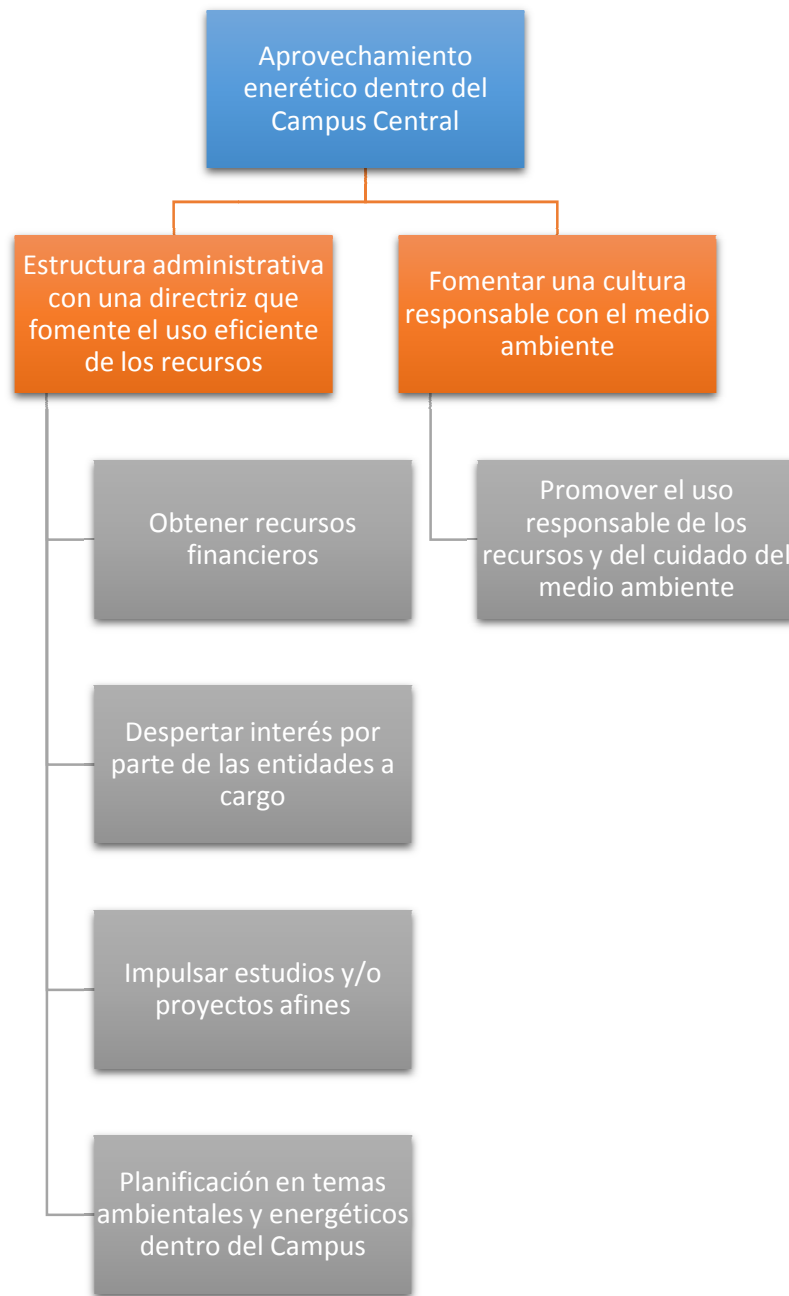 Aprovechamiento
enerético dentro del
Campus Central
Estructura administrativa
con una directriz que
fomente el uso eficiente
de los recursos
Fomentar una cultura
responsable con el medio
ambiente
Obtener recursos
financieros
Promover el uso
responsable de los
recursos y del cuidado del
medio ambiente
Despertar interés por
parte de las entidades a
cargo
Impulsar estudios y/o
proyectos afines
Planificación en temas
ambientales y energéticos
dentro del Campus